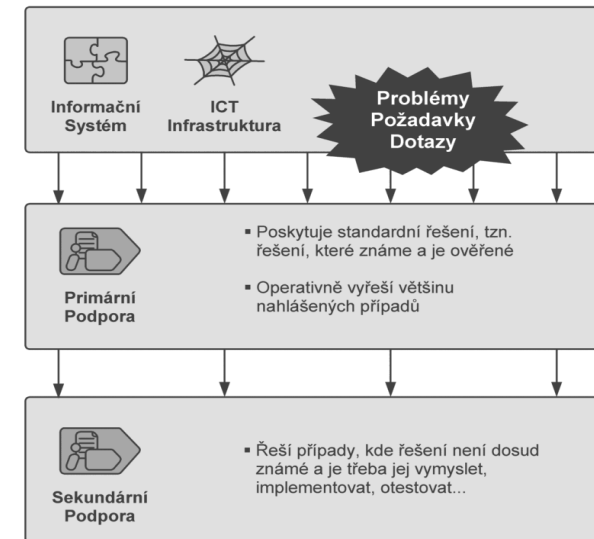 Informační
Systém
ICT
Infrastruktura
Problémy
Požadavky
Dotazy
Primární
Podpora
▪ Poskytuje standardní řešení, tzn.
řešení, které známe a je ověřené
▪ Operativně vyřeší většinu
nahlášených případů
Sekundární
Podpora
▪ Řeší případy, kde řešení není dosud
známé a je třeba jej vymyslet,
implementovat, otestovat...